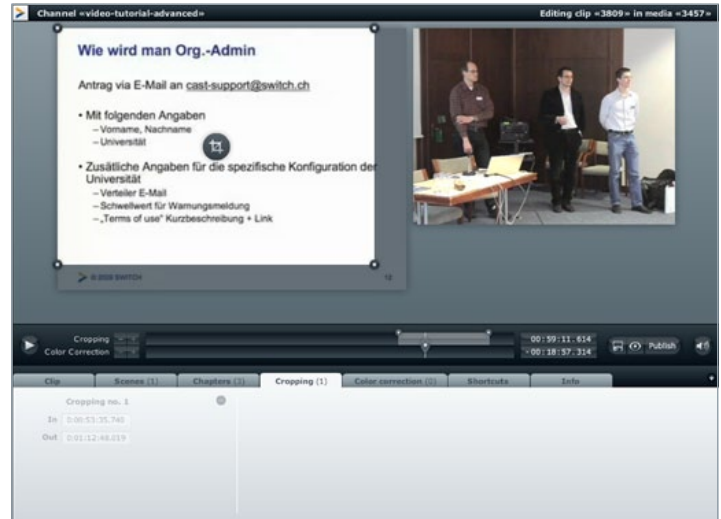 Channel «video-tutorial-advanced»
Editing clip «3809» in media «3457»
Wie wird man Org.-Admin
Antrag via E-Mail an cast-support@switch.ch
• Mit folgenden Angaben
– Vorname, Nachname
– Universität
• Zusätliche Angaben für die spezifische Konfiguration der
Universität
– Verteiler E-Mail
– Schwellwert für Warnungsmeldung
– „Terms of use" Kurzbeschreibung + Link
SWITCH
12
Cropping
Color Correction
00:59:11.614
-00:18:57.314
Publish
Clip
Scenes (1)
Chapters (3)
Cropping (1)
Color correction (0)
Shortcuts
Info
Cropping no. 1
In 0:00:53:35.740
Out 0:01:12:48.019